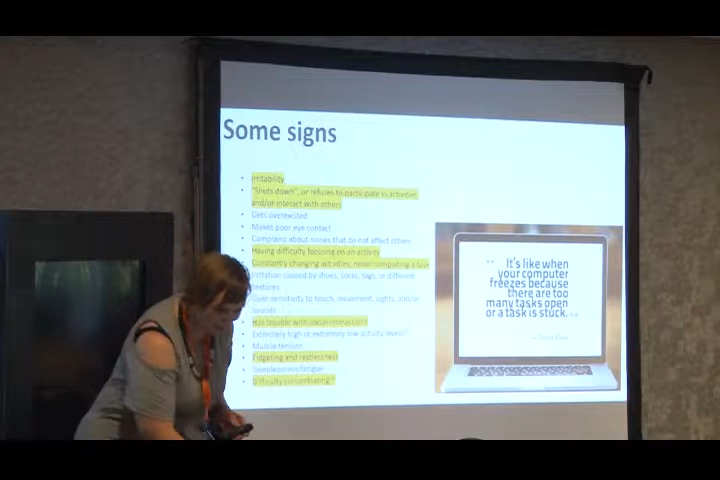 Some signs
• Irritability
• "Shuts down", or refuses to participate in activities
and/or interact with others
• Gets overexcited
• Makes poor eye contact
• Complains about noises that do not affect others
• Having difficulty focusing on an activity
• Constantly changing activities, never completing a task
• Irritation caused by shoes, socks, tags, or different
textures
• Over-sensitivity to touch, movement, sights, and/or
sounds
• Has trouble with social interactions
• Extremely high or extremely low activity levels
• Muscle tension
• Fidgeting and restlessness
• Sleeplessness/fatigue
• Difficulty concentrating
" It's like when
your computer
freezes because
there are too
many tasks open
or a task is stuck. "